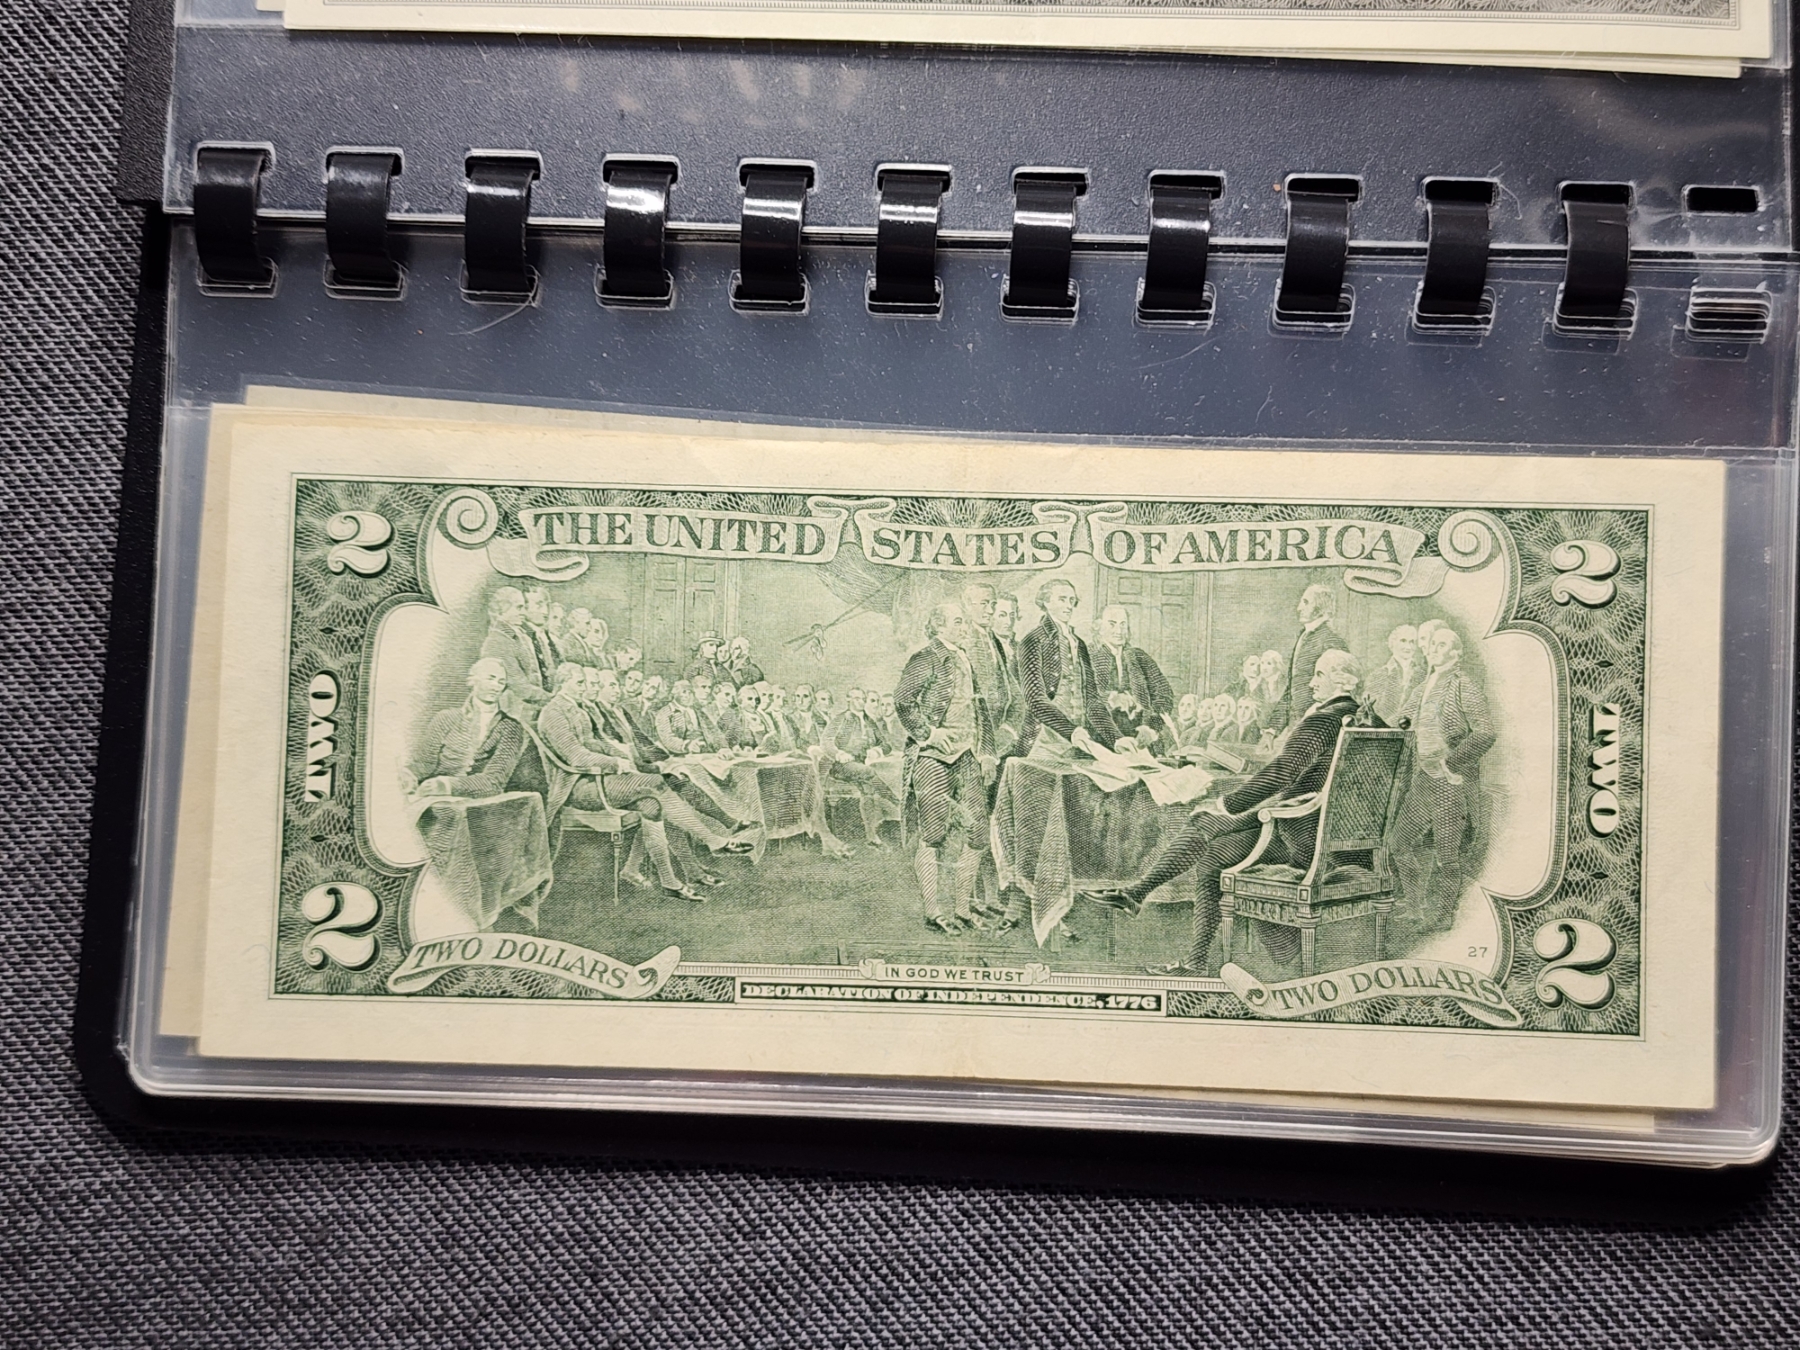 2 THE UNITED STATES OF AMERICA 2
TWO TWO
27
2 TWO DOLLARS IN GOD WE TRUST TWO DOLLARS 2
DECLARATION OF INDEPENDENCE, 1776